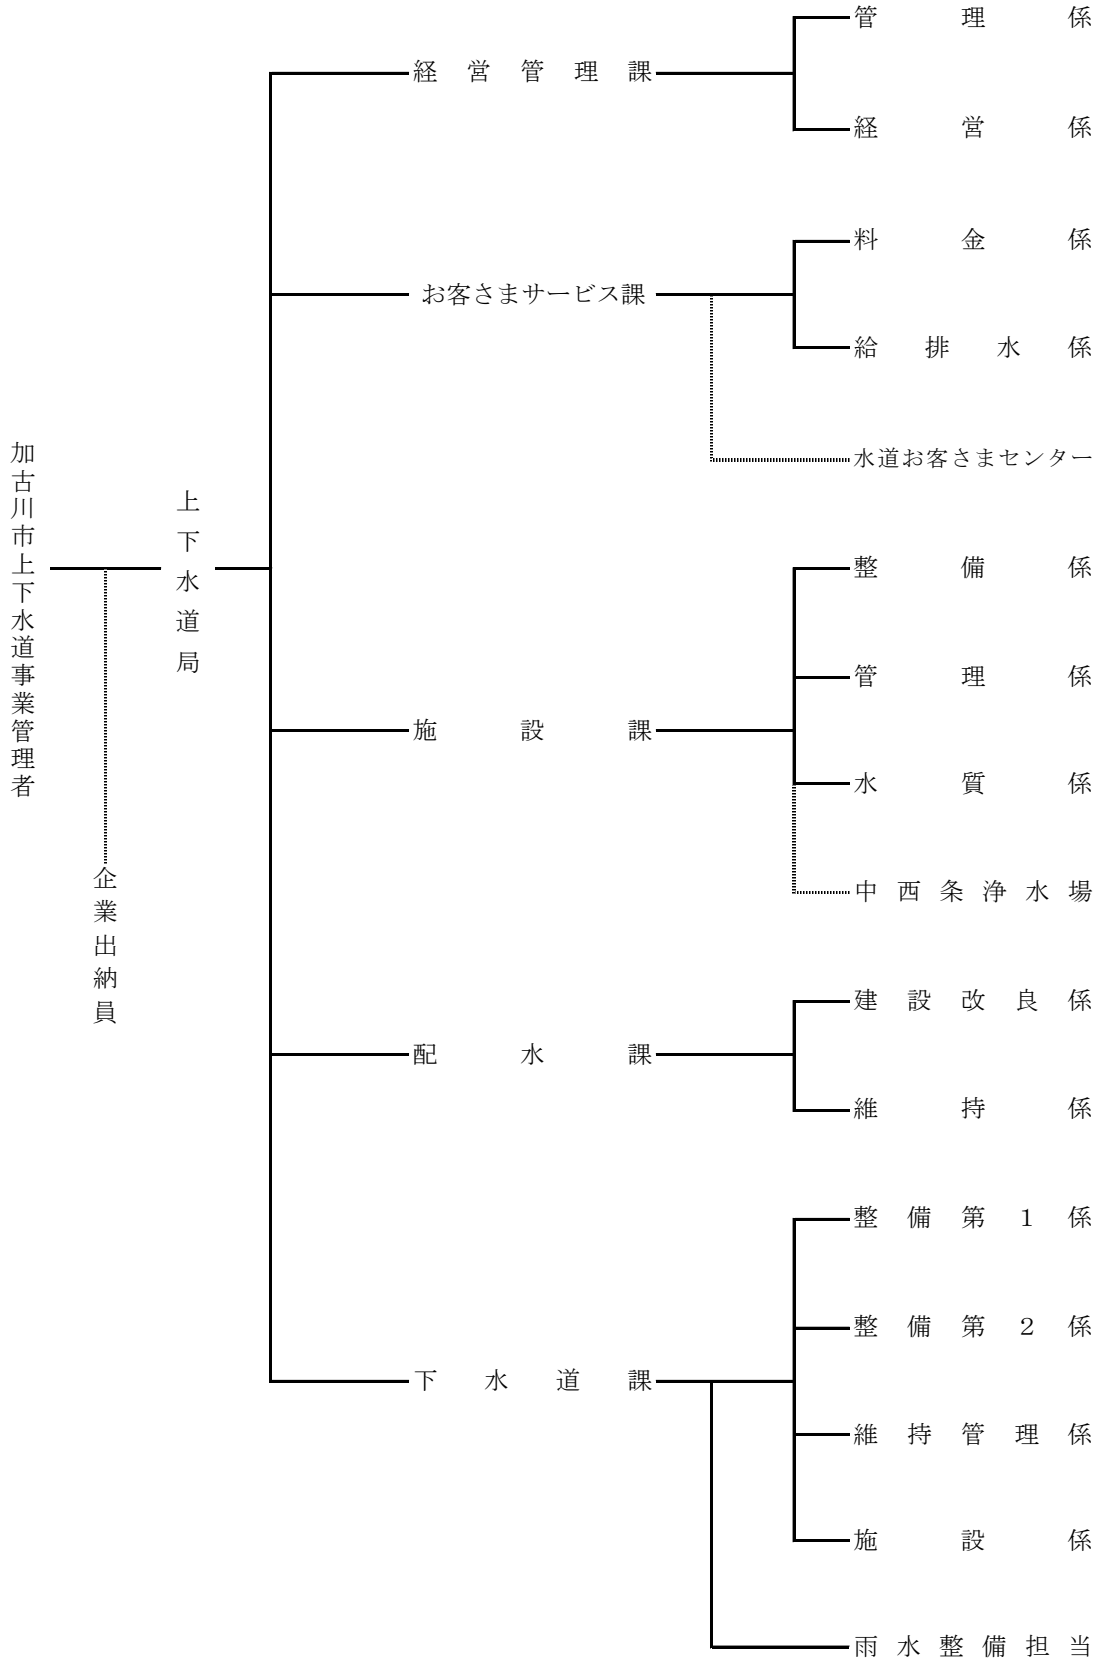 加古川市上下水道事業管理者
企業出納員
上下水道局
経営管理課
管理係
経営係
お客さまサービス課
料金係
給排水係
水道お客さまセンター
施設課
整備係
管理係
水質係
中西条浄水場
配水課
建設改良係
維持係
下水道課
整備第１係
整備第２係
維持管理係
施設係
雨水整備担当